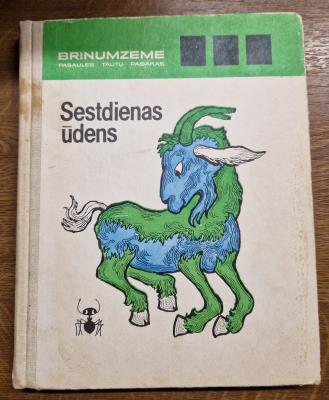 BRĪNUMZEME
PASAULES TAUTU PASAKAS
Sestdienas
ūdens